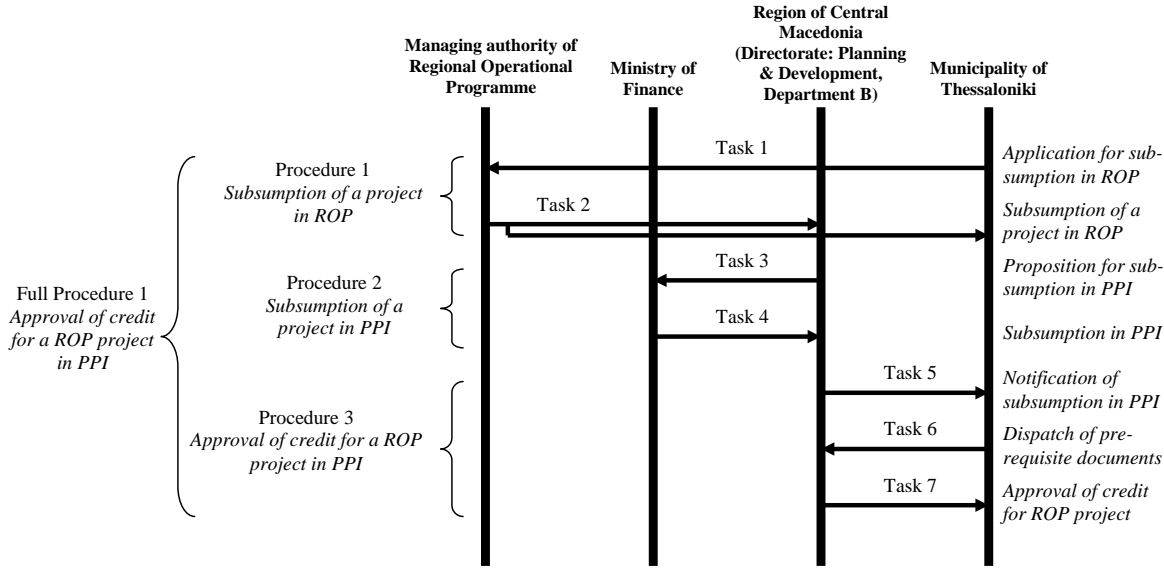 Managing authority of
Regional Operational
Programme
Ministry of
Finance
Region of Central
Macedonia
(Directorate: Planning
& Development,
Department B)
Municipality of
Thessaloniki
Full Procedure 1
Approval of credit
for a ROP project
in PPI
Procedure 1
Subsumption of a project
in ROP
Task 1
Application for sub-
sumption in ROP
Task 2
Subsumption of a
project in ROP
Procedure 2
Subsumption of a
project in PPI
Task 3
Proposition for sub-
sumption in PPI
Task 4
Subsumption in PPI
Procedure 3
Approval of credit for a ROP
project in PPI
Task 5
Notification of
subsumption in PPI
Task 6
Dispatch of pre-
requisite documents
Task 7
Approval of credit
for ROP project